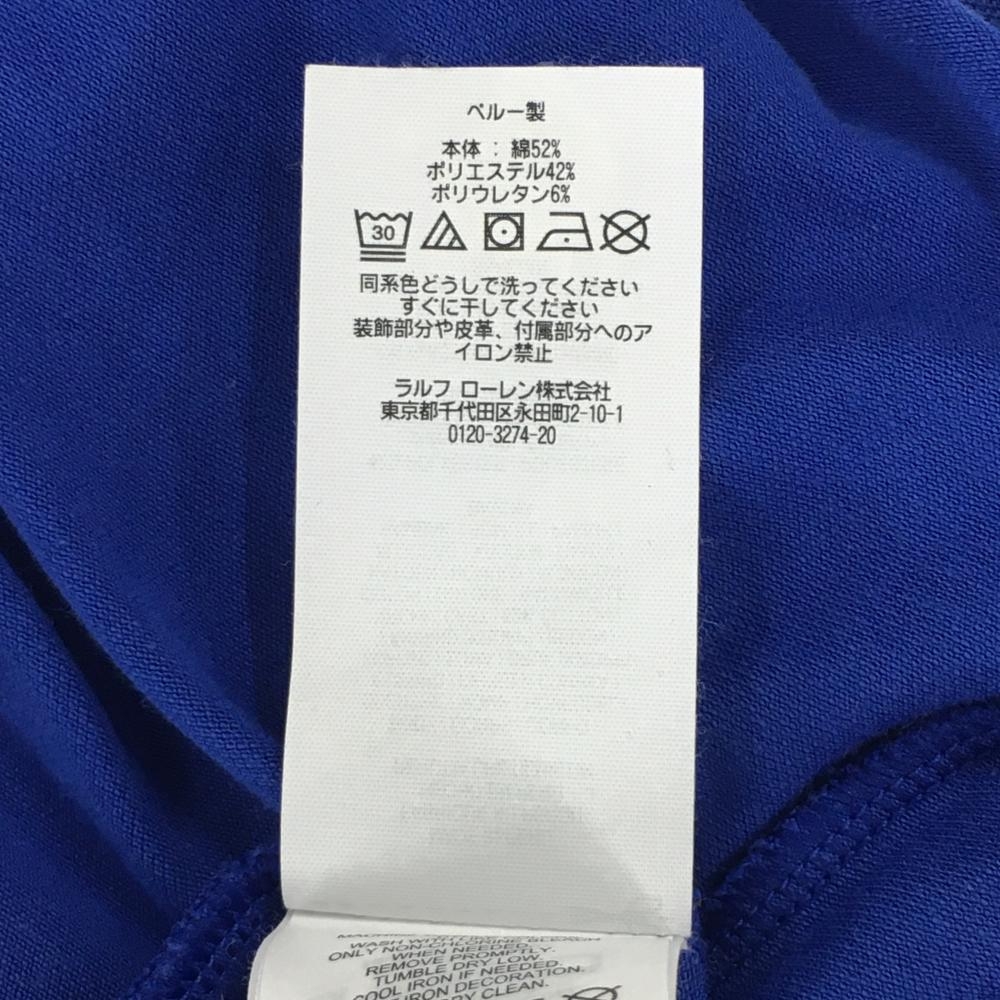 ペルー製
本体 : 綿52%
ポリエステル42%
ポリウレタン6%
30
同系色どうしで洗ってください
すぐに干してください
装飾部分や皮革、付属部分へのア
イロン禁止
ラルフ ローレン株式会社
東京都千代田区永田町2-10-1
0120-3274-20
WASH WITH
ONLY NON-CHLORINE BLEACH
WHEN NEEDED.
REMOVE PROMPTLY.
TUMBLE DRY LOW.
COOL IRON IF NEEDED
IRON DECORATION.
DRY CLEAN.